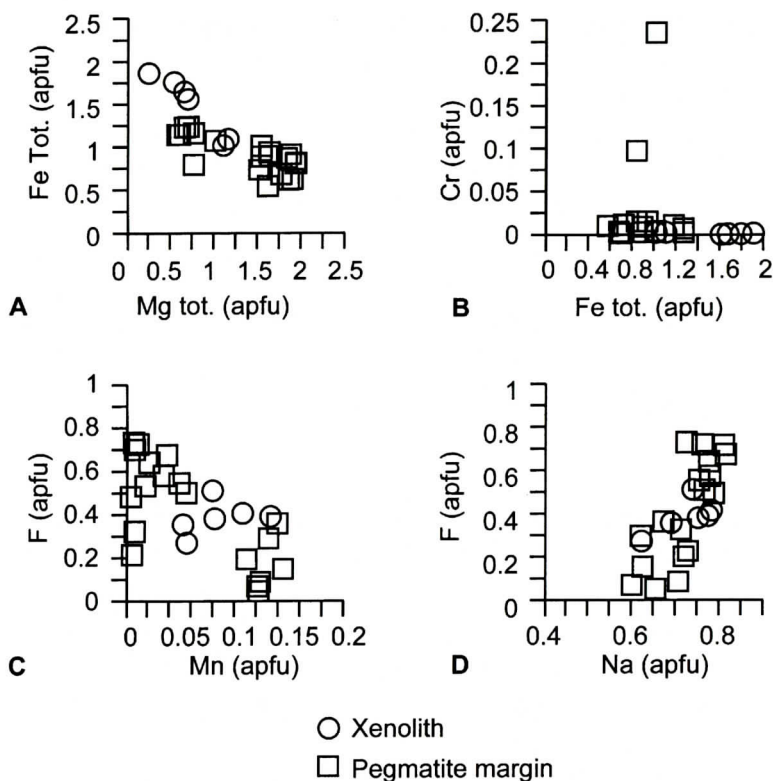 2.5
2
1.5
1
0.5
0
Fe Tot. (apfu)
0 0.5 1 1.5 2 2.5
A Mg tot. (apfu)
0.25
0.2
0.15
0.1
0.05
0
Cr (apfu)
0 0.4 0.8 1.2 1.6 2
B Fe tot. (apfu)
1
0.8
0.6
0.4
0.2
0
F (apfu)
0 0.05 0.1 0.15 0.2
C Mn (apfu)
1
0.8
0.6
0.4
0.2
0
F (apfu)
0.4 0.6 0.8
D Na (apfu)
Xenolith
Pegmatite margin